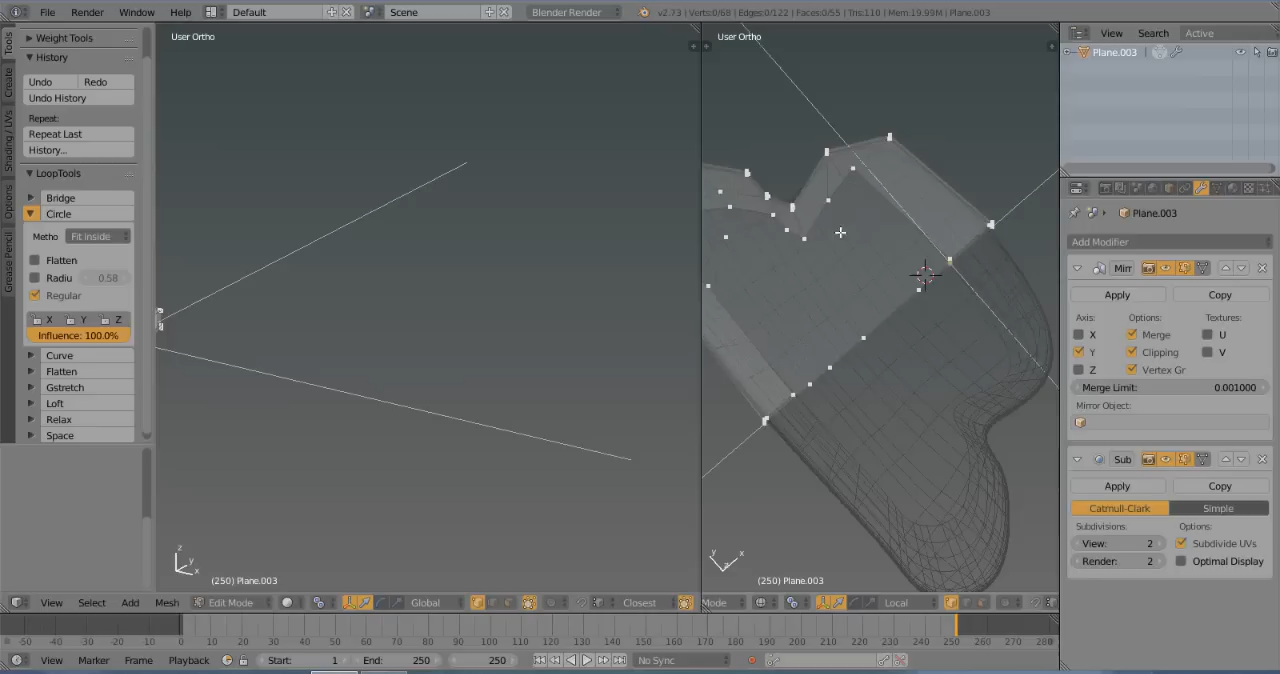 File Render Window Help Default Scene Blender Render v2.73 | Verts:0/68 | Edges:0/122 | Faces:0/55 | Tris:110 | Mem:19.99M | Plane.003
Tools
Create
Shading / UVs
Options
Grease Pencil
Weight Tools
History
Undo Redo
Undo History
Repeat:
Repeat Last
History...
LoopTools
Bridge
Circle
Metho Fit inside
Flatten
Radiu 0.58
Regular
X Y Z
Influence: 100.0%
Curve
Flatten
Gstretch
Loft
Relax
Space
User Ortho
z
y
x
(250) Plane.003
User Ortho
y
x
(250) Plane.003
View Select Add Mesh Edit Mode Global Closest
Mode Local
-50 -40 -30 -20 -10 0 10 20 30 40 50 60 70 80 90 100 110 120 130 140 150 160 170 180 190 200 210 220 230 240 250 260 270 280
View Marker Frame Playback Start: 1 End: 250 250 No Sync
View Search Active
Plane.003
Plane.003
Add Modifier
Mirr
Apply Copy
Axis: Options: Textures:
X Merge U
Y Clipping V
Z Vertex Gr
Merge Limit: 0.001000
Mirror Object:
Sub
Apply Copy
Catmull-Clark Simple
Subdivisions: Options:
View: 2 Subdivide UVs
Render: 2 Optimal Display